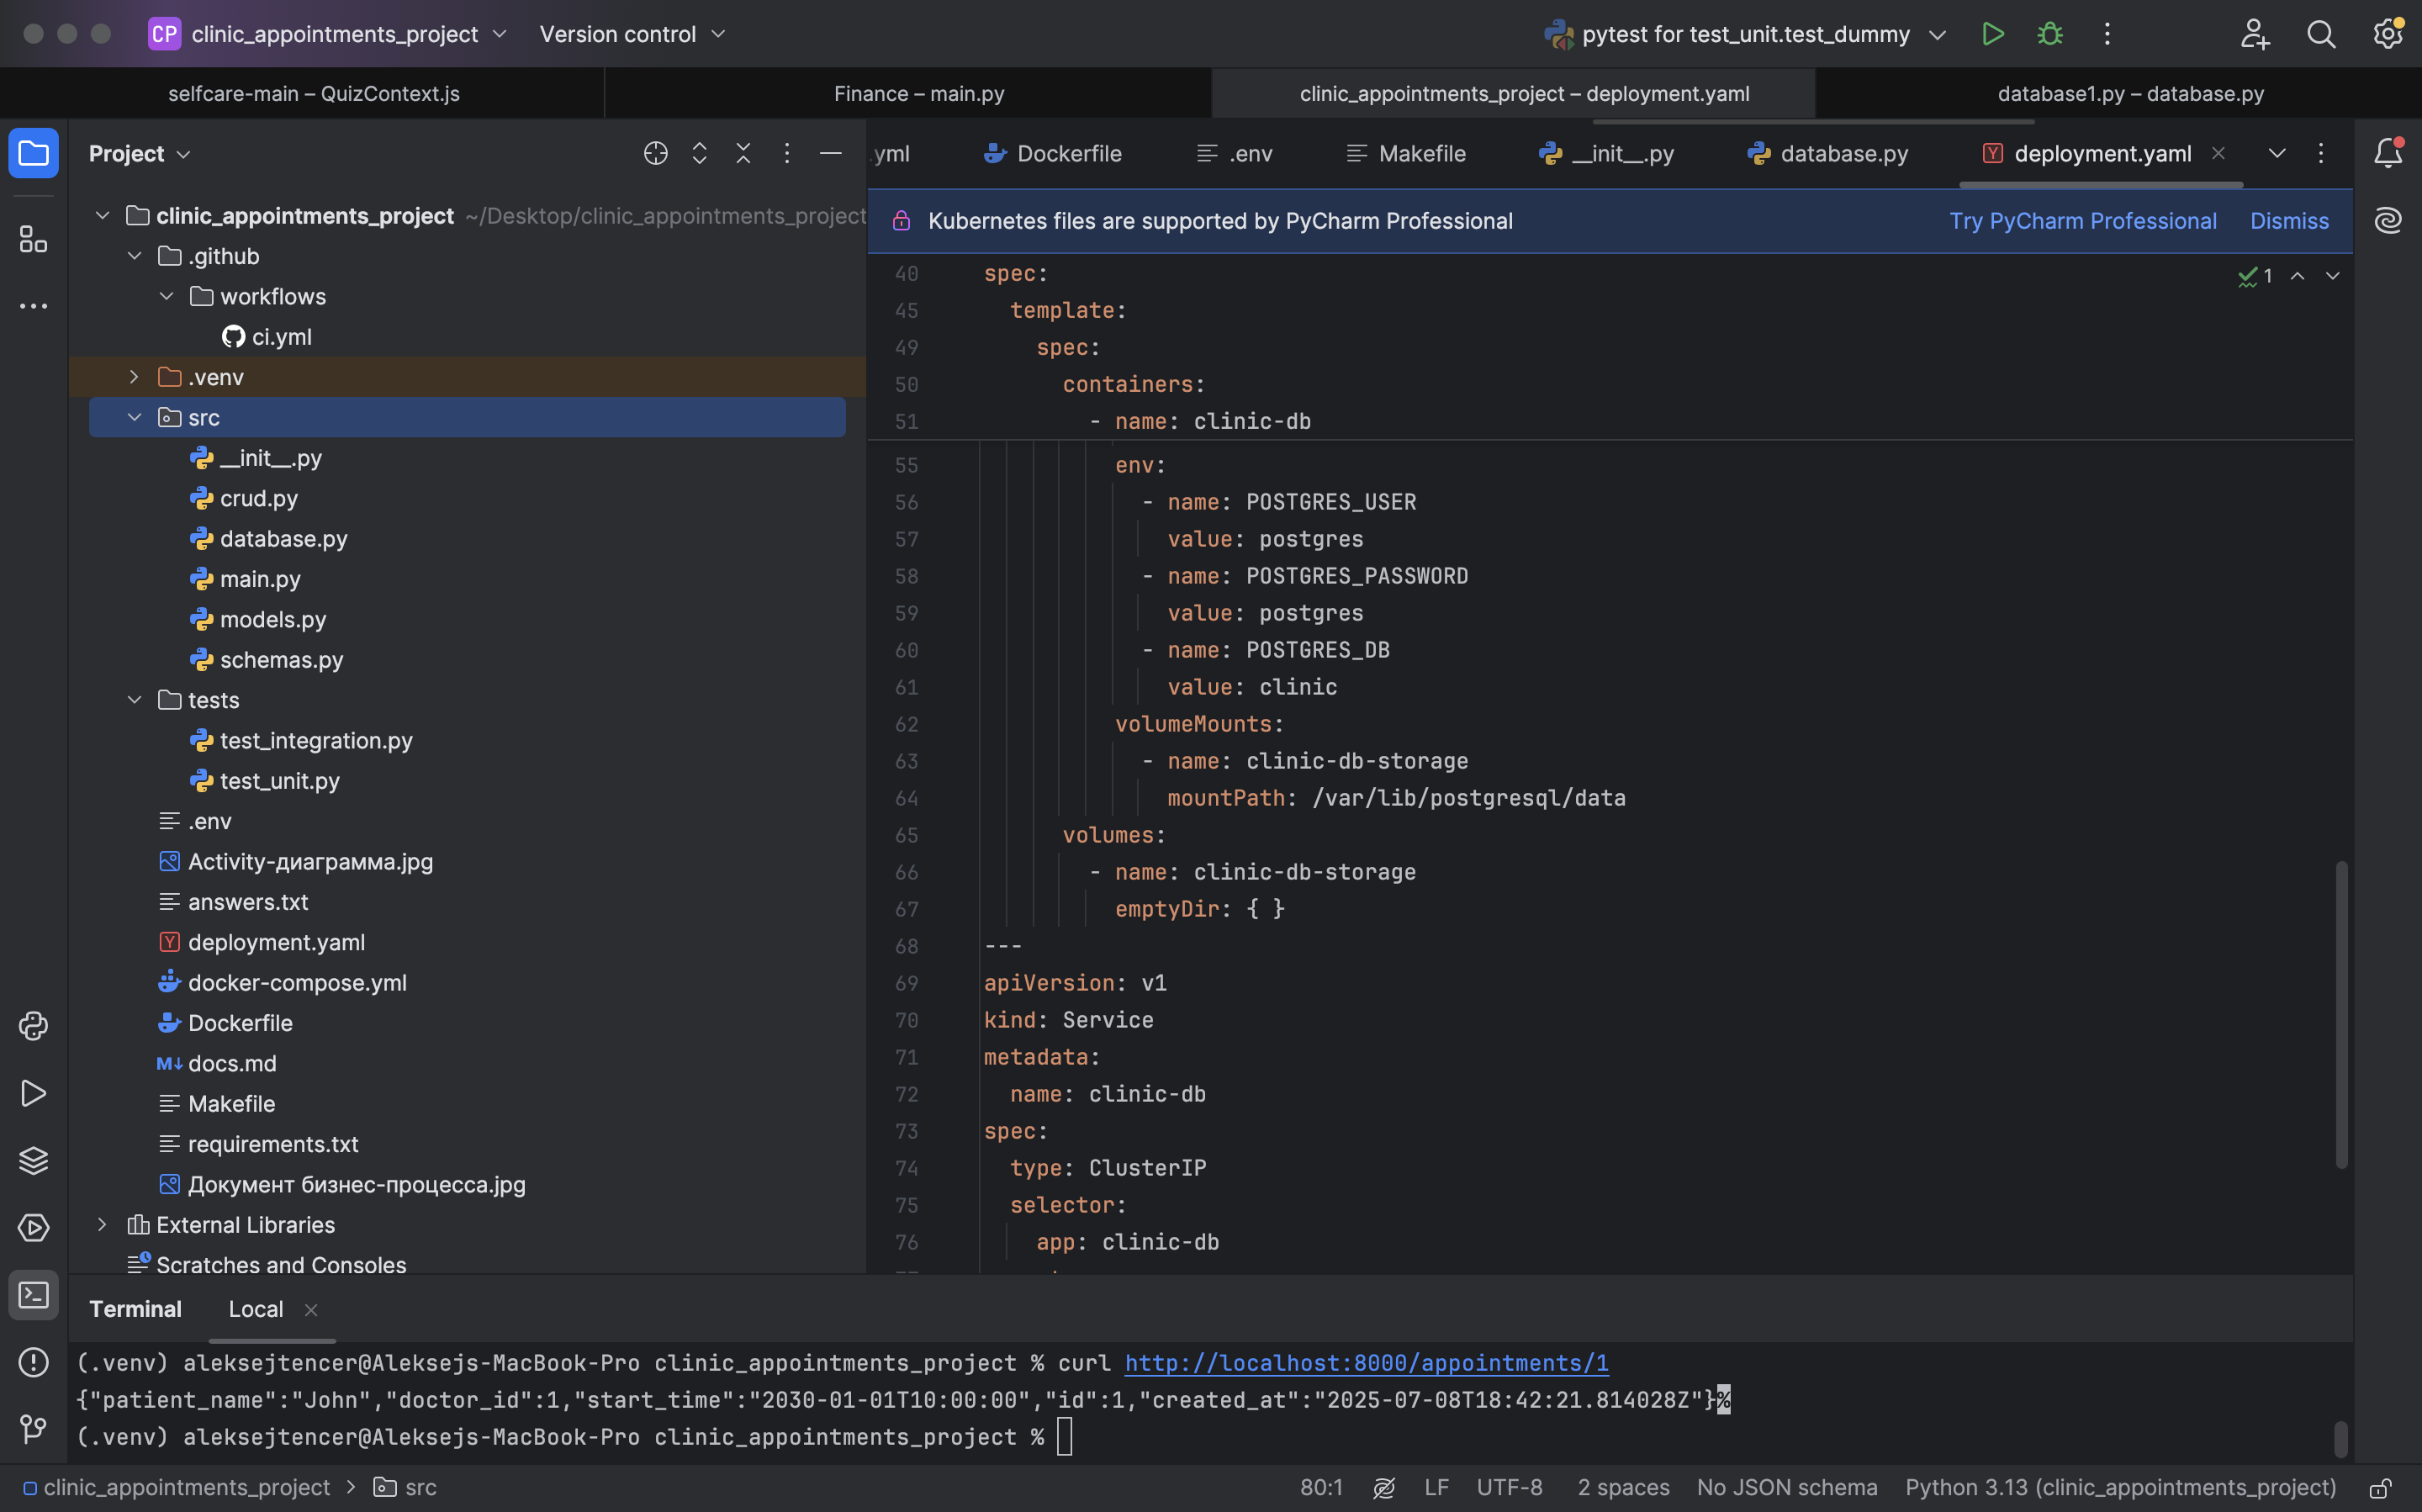 CP clinic_appointments_project Version control pytest for test_unit.test_dummy
selfcare-main – QuizContext.js Finance – main.py clinic_appointments_project – deployment.yaml database1.py – database.py
Project
.yml Dockerfile .env Makefile __init__.py database.py deployment.yaml
clinic_appointments_project ~/Desktop/clinic_appointments_project
.github
workflows
ci.yml
.venv
src
__init__.py
crud.py
database.py
main.py
models.py
schemas.py
tests
test_integration.py
test_unit.py
.env
Activity-диаграмма.jpg
answers.txt
deployment.yaml
docker-compose.yml
Dockerfile
docs.md
Makefile
requirements.txt
Документ бизнес-процесса.jpg
External Libraries
Scratches and Consoles
Kubernetes files are supported by PyCharm Professional Try PyCharm Professional Dismiss
1
40 spec:
45 template:
49 spec:
50 containers:
51 - name: clinic-db
55 env:
56 - name: POSTGRES_USER
57 value: postgres
58 - name: POSTGRES_PASSWORD
59 value: postgres
60 - name: POSTGRES_DB
61 value: clinic
62 volumeMounts:
63 - name: clinic-db-storage
64 mountPath: /var/lib/postgresql/data
65 volumes:
66 - name: clinic-db-storage
67 emptyDir: { }
68 ---
69 apiVersion: v1
70 kind: Service
71 metadata:
72 name: clinic-db
73 spec:
74 type: ClusterIP
75 selector:
76 app: clinic-db
Terminal Local
(.venv) aleksejtencer@Aleksejs-MacBook-Pro clinic_appointments_project % curl http://localhost:8000/appointments/1
{"patient_name":"John","doctor_id":1,"start_time":"2030-01-01T10:00:00","id":1,"created_at":"2025-07-08T18:42:21.814028Z"}%
(.venv) aleksejtencer@Aleksejs-MacBook-Pro clinic_appointments_project %
clinic_appointments_project > src 80:1 LF UTF-8 2 spaces No JSON schema Python 3.13 (clinic_appointments_project)